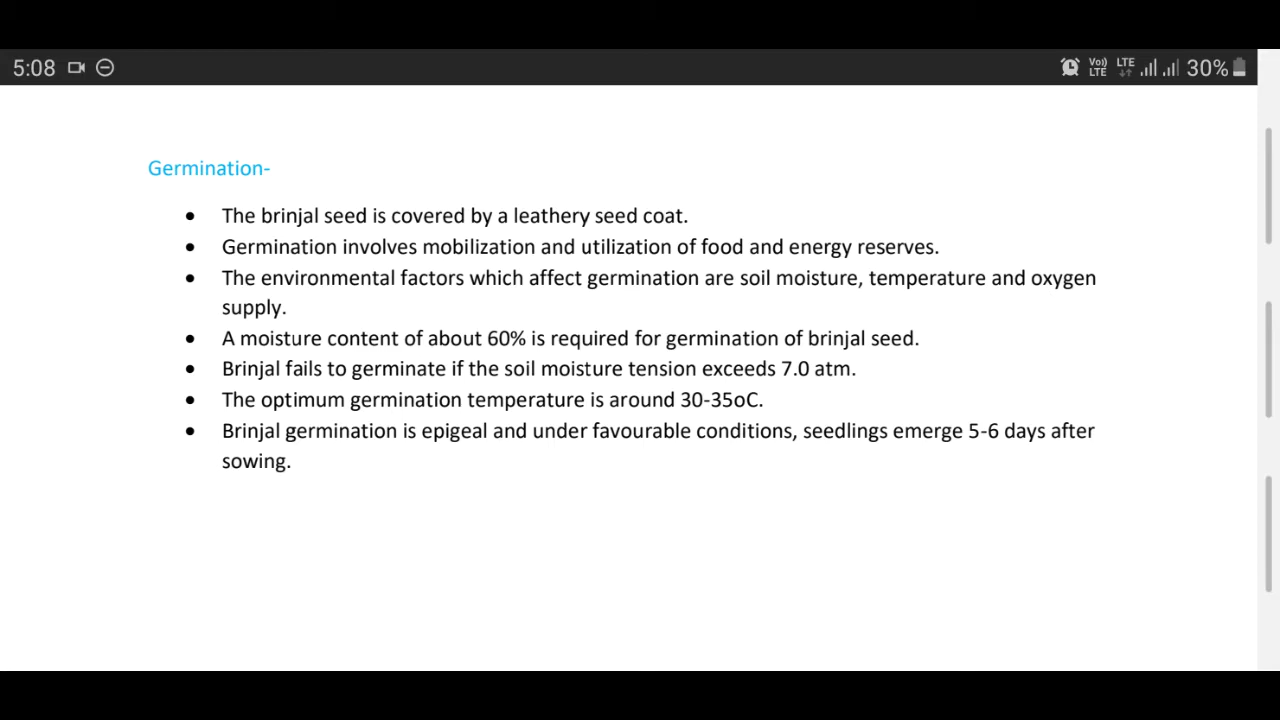 5:08 Vo)) LTE LTE 30%
Germination-
• The brinjal seed is covered by a leathery seed coat.
• Germination involves mobilization and utilization of food and energy reserves.
• The environmental factors which affect germination are soil moisture, temperature and oxygen
supply.
• A moisture content of about 60% is required for germination of brinjal seed.
• Brinjal fails to germinate if the soil moisture tension exceeds 7.0 atm.
• The optimum germination temperature is around 30-35oC.
• Brinjal germination is epigeal and under favourable conditions, seedlings emerge 5-6 days after
sowing.